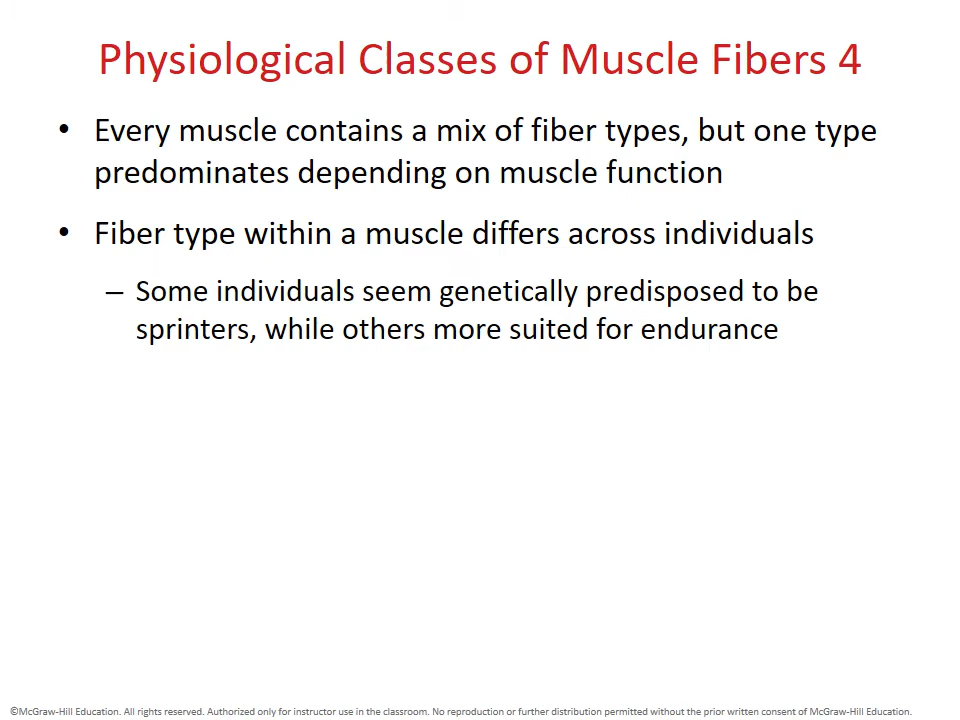 Physiological Classes of Muscle Fibers 4
• Every muscle contains a mix of fiber types, but one type
predominates depending on muscle function
• Fiber type within a muscle differs across individuals
– Some individuals seem genetically predisposed to be
sprinters, while others more suited for endurance
©McGraw-Hill Education. All rights reserved. Authorized only for instructor use in the classroom. No reproduction or further distribution permitted without the prior written consent of McGraw-Hill Education.